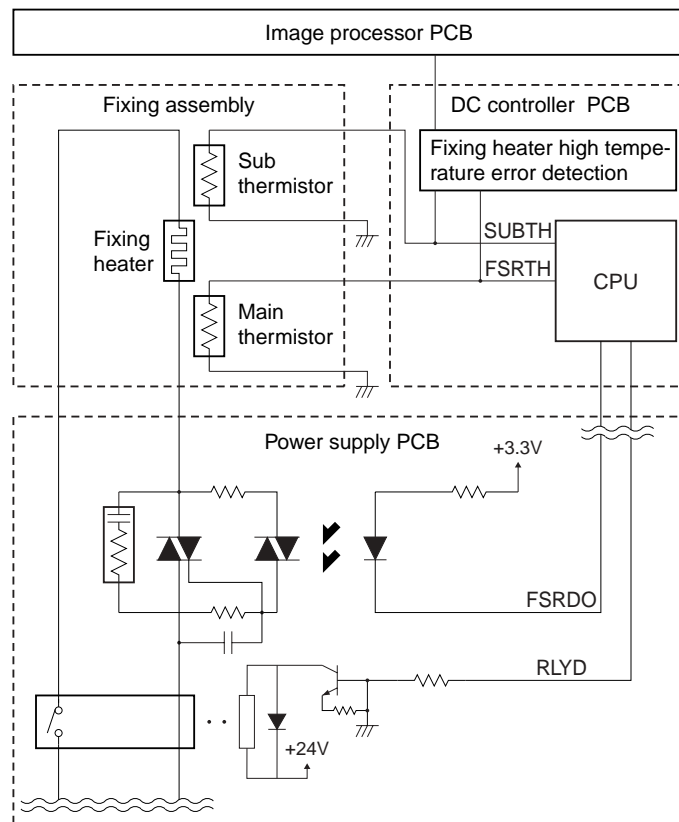 Image processor PCB
Fixing assembly
DC controller PCB
Sub
thermistor
Fixing heater high tempe-
rature error detection
Fixing
heater
SUBTH
FSRTH
CPU
Main
thermistor
Power supply PCB
+3.3V
FSRDO
RLYD
+24V